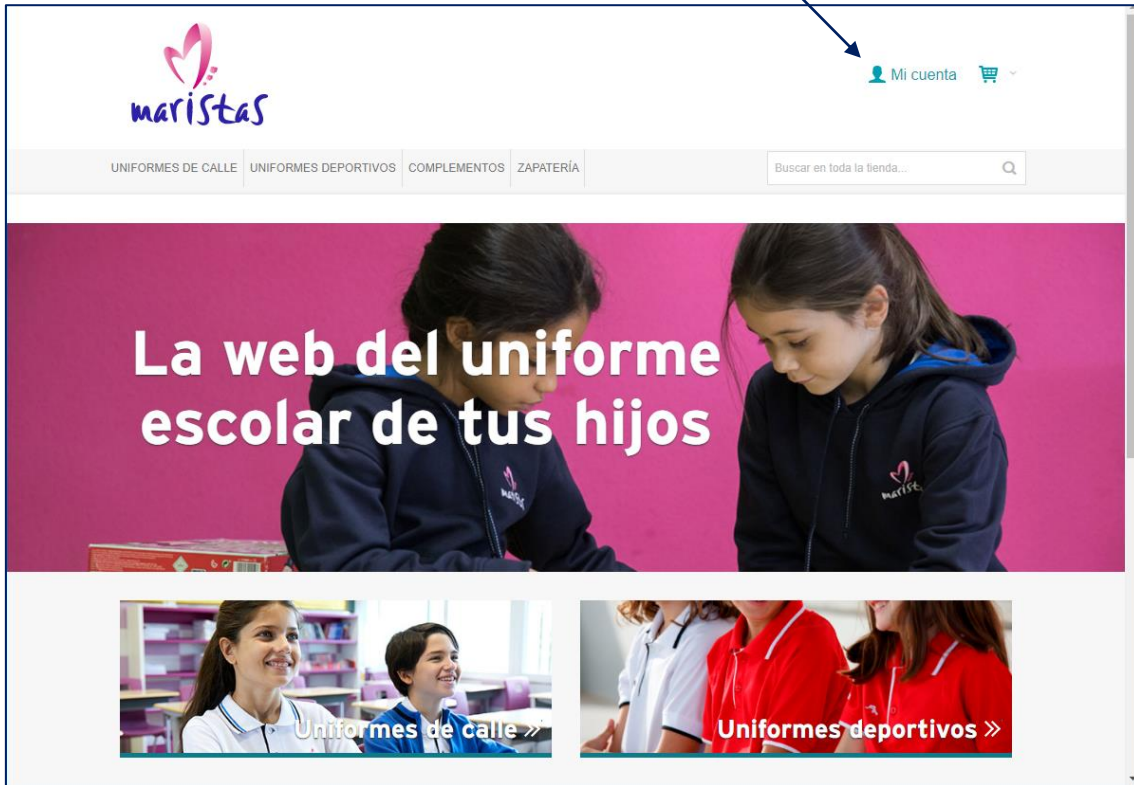 maristas
Mi cuenta
UNIFORMES DE CALLE UNIFORMES DEPORTIVOS COMPLEMENTOS ZAPATERÍA
Buscar en toda la tienda...
La web del uniforme
escolar de tus hijos
maristas
Uniformes de calle »
Uniformes deportivos »